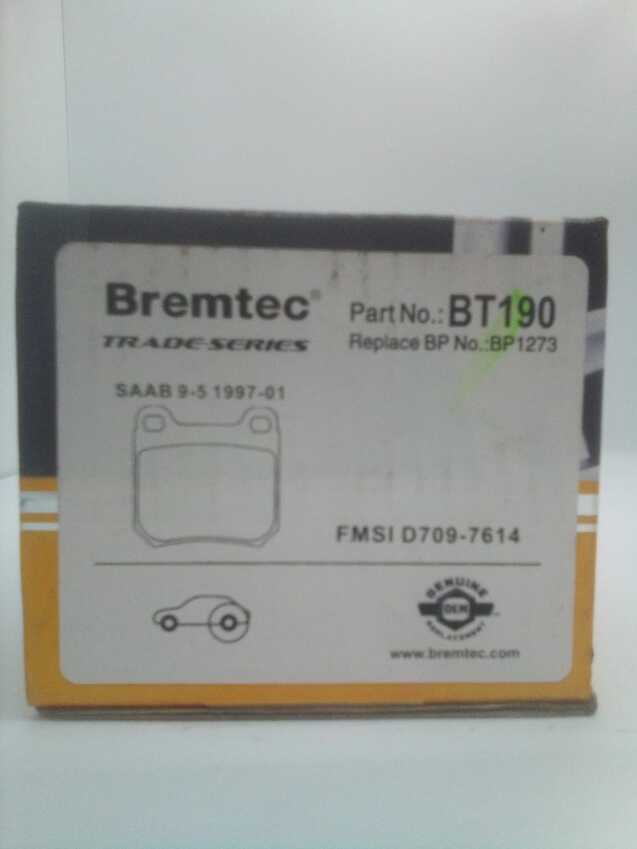 Bremtec®
TRADE-SERIES
Part No.: BT190
Replace BP No.:BP1273
SAAB 9-5 1997-01
FMSI D709-7614
GENUINE
OEM
REPLACEMENT
www.bremtec.com